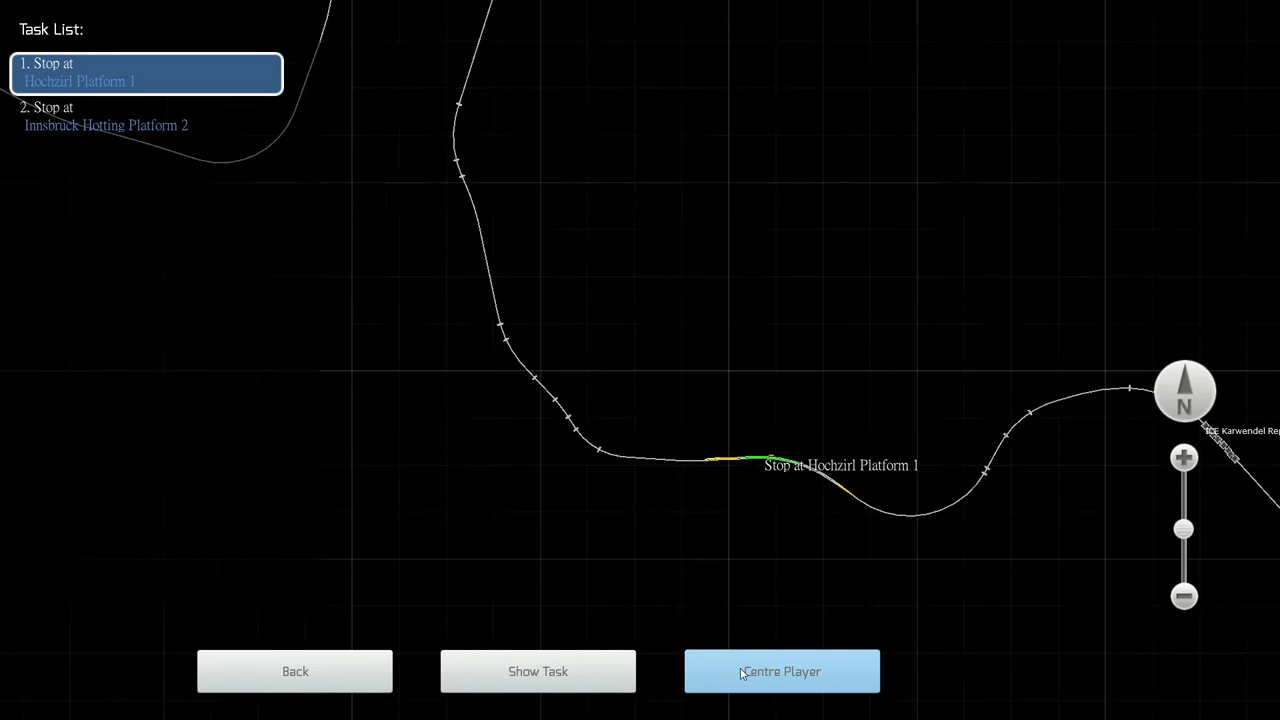 Task List:
1. Stop at
Hochzirl Platform 1
2. Stop at
Innsbruck Hotting Platform 2
N
ICE Karwendel Rep
Stop at Hochzirl Platform 1
Back
Show Task
Centre Player